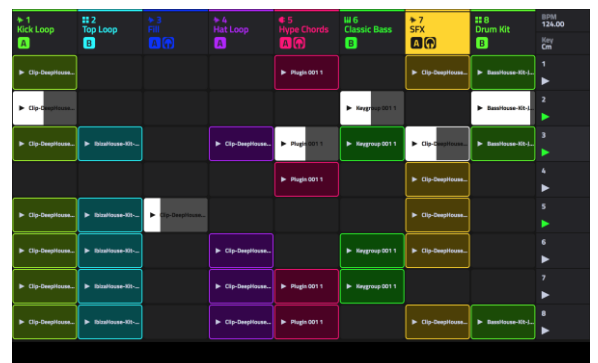 1 2 3 4 5 6 7 8 BPM
Kick Loop Top Loop Fill Hat Loop Hype Chords Classic Bass SFX Drum Kit 124.00
A B A A A B A B Key
Cm
Clip-DeepHouse... Plugin 001 1 Clip-DeepHouse... BassHouse-Kit-J... 1
Clip-DeepHouse... Keygroup 001 1 BassHouse-Kit-J... 2
Clip-DeepHouse... IbizaHouse-Kit-... Clip-DeepHouse... Plugin 001 1 Keygroup 001 1 Clip-DeepHouse... BassHouse-Kit-J... 3
Plugin 001 1 Clip-DeepHouse... 4
Clip-DeepHouse... IbizaHouse-Kit-... Clip-DeepHouse... Clip-DeepHouse... 5
Clip-DeepHouse... IbizaHouse-Kit-... Clip-DeepHouse... Keygroup 001 1 Clip-DeepHouse... 6
Clip-DeepHouse... IbizaHouse-Kit-... Clip-DeepHouse... Plugin 001 1 Keygroup 001 1 7
Clip-DeepHouse... IbizaHouse-Kit-... Clip-DeepHouse... Plugin 001 1 Clip-DeepHouse... BassHouse-Kit-J... 8